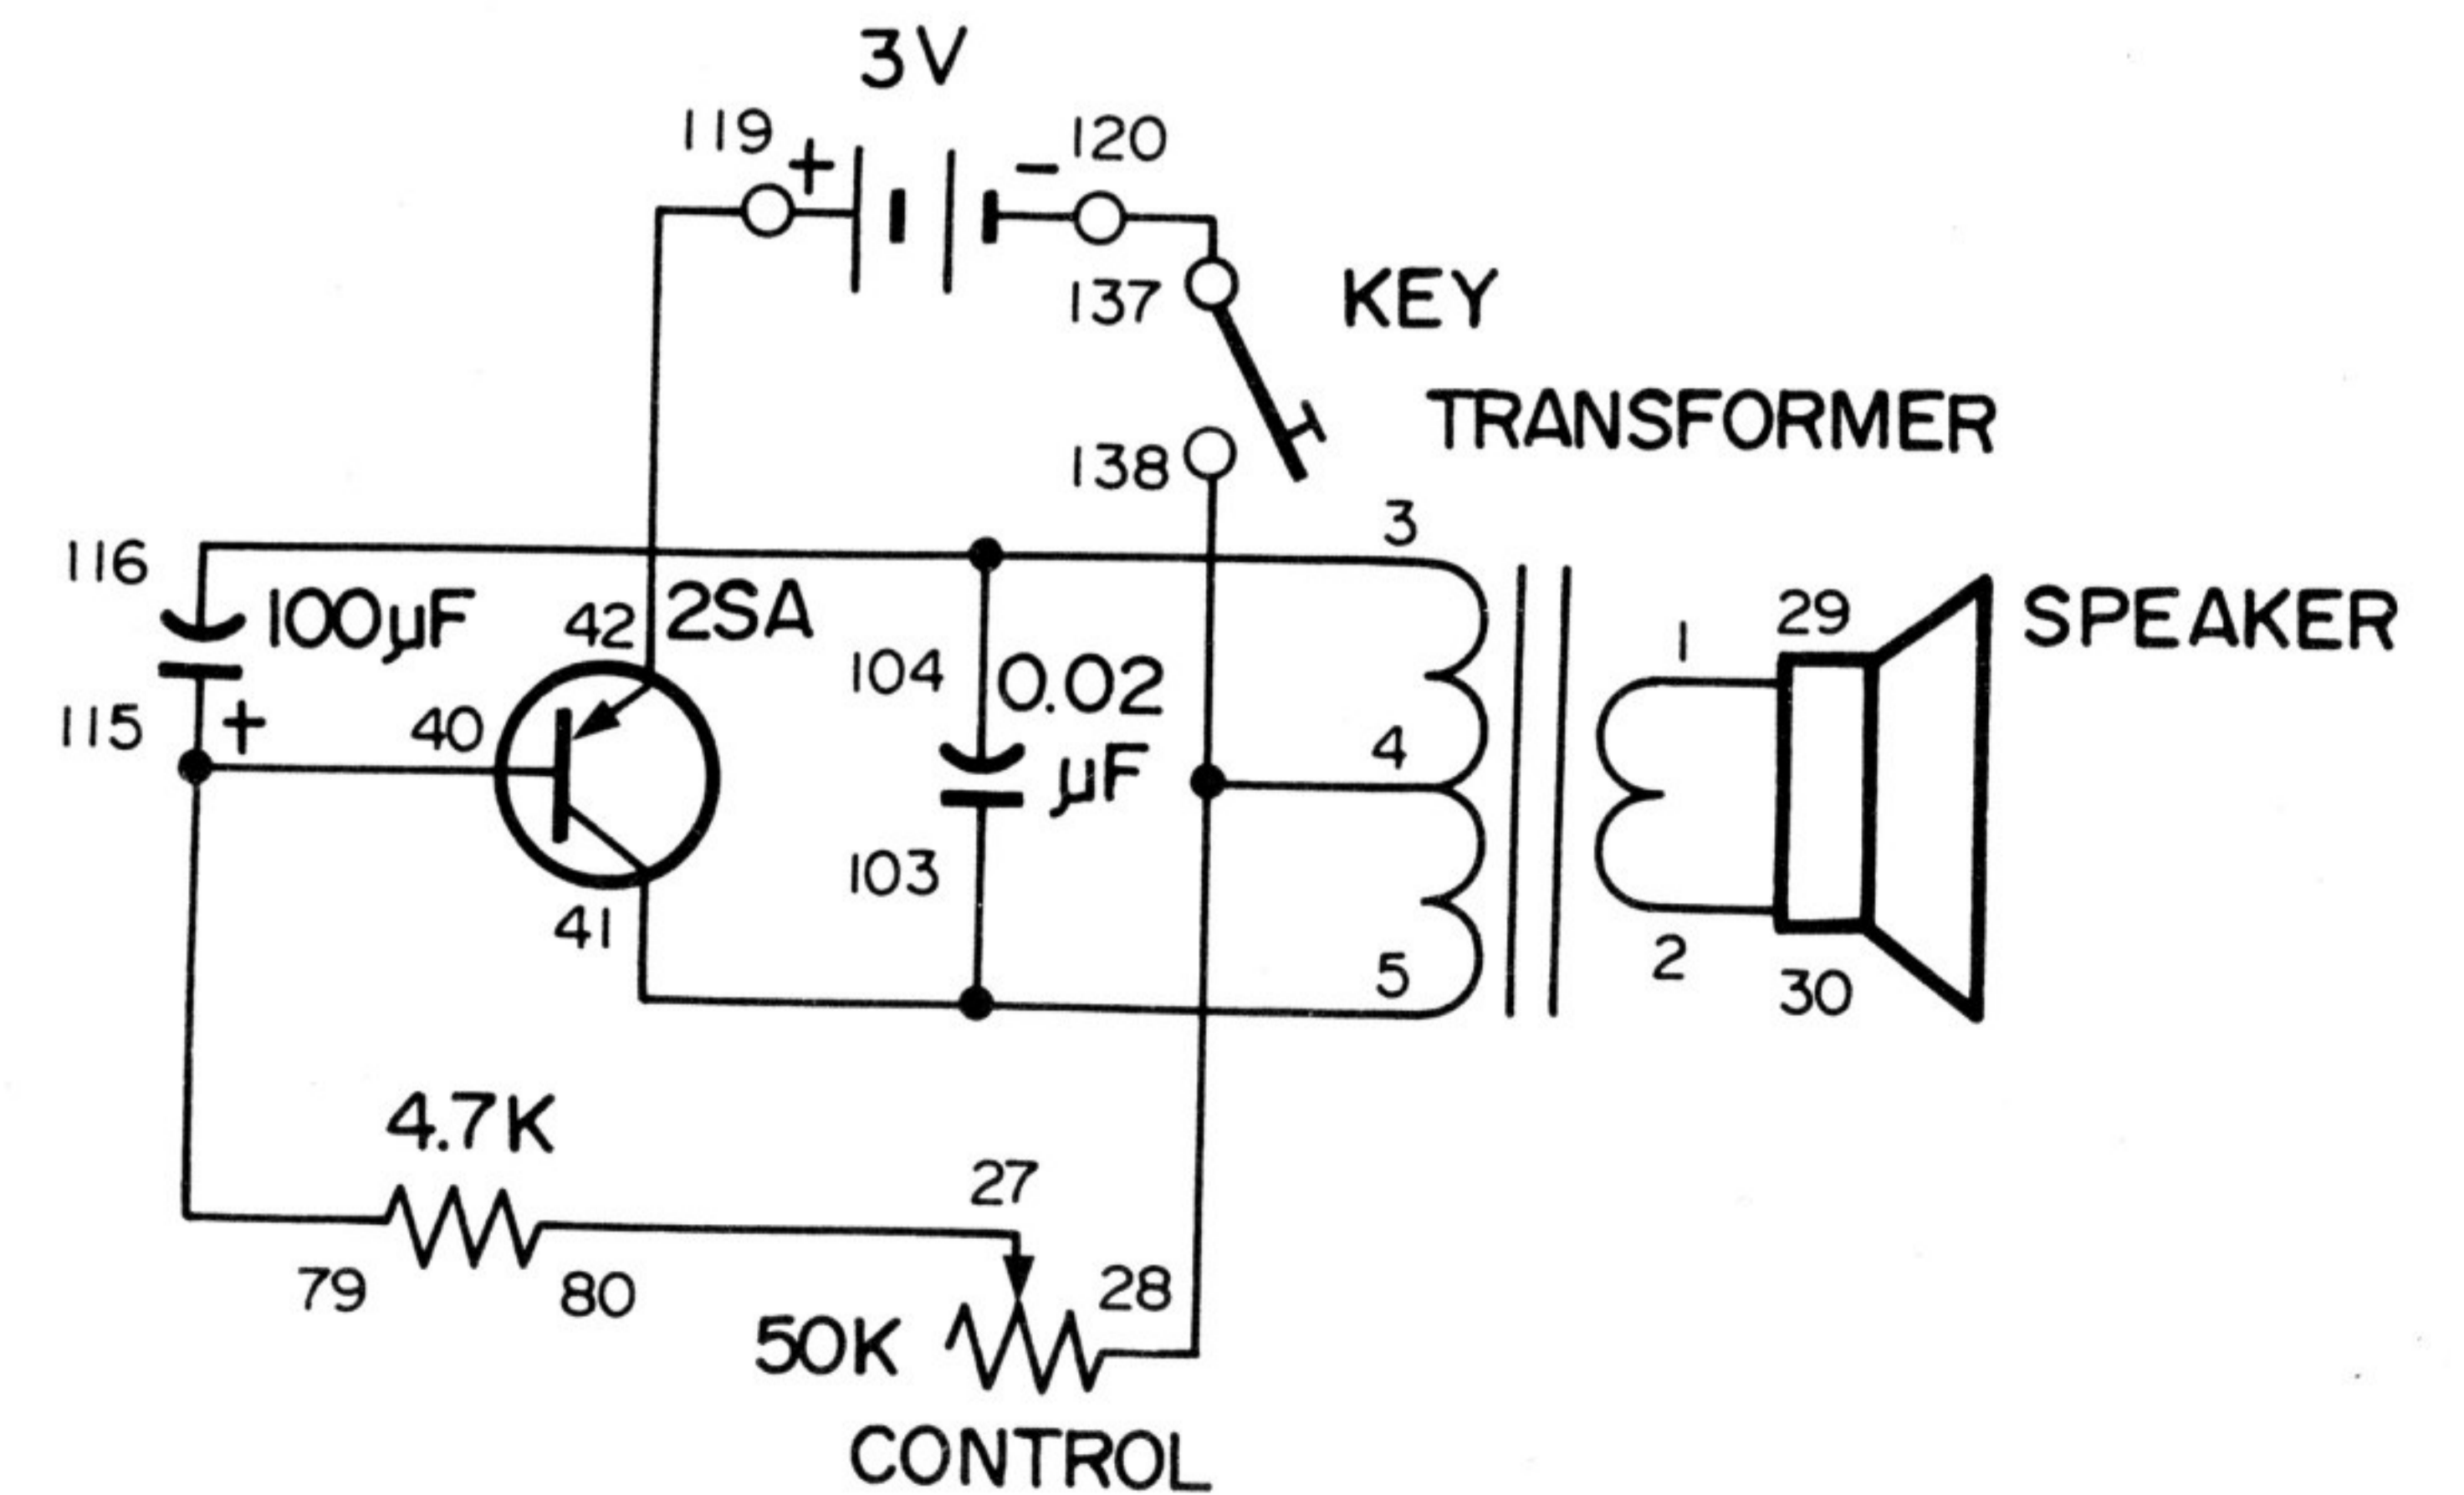 3V
119
+
−
120
137
KEY
138
TRANSFORMER
3
116
100µF
42
2SA
104
0.02
µF
1
29
SPEAKER
115
+
40
4
103
41
5
2
30
4.7K
27
79
80
28
50K
CONTROL